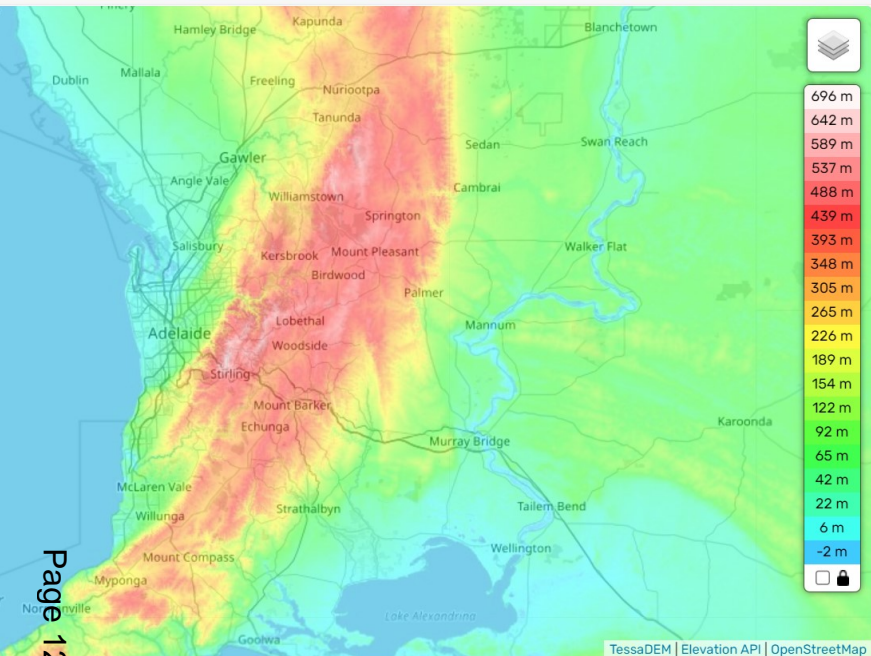 Kapunda
Hamley Bridge
Blanchetown
Dublin
Mallala
Freeling
Nuriootpa
Tanunda
Gawler
Sedan
Swan Reach
Angle Vale
Williamstown
Cambrai
Springton
Salisbury
Kersbrook
Mount Pleasant
Walker Flat
Birdwood
Palmer
Adelaide
Lobethal
Mannum
Woodside
Stirling
Mount Barker
Echunga
Karoonda
Murray Bridge
McLaren Vale
Willunga
Strathalbyn
Tailem Bend
Wellington
Mount Compass
Myponga
Lake Alexandrina
Goolwa
Page 12
696 m
642 m
589 m
537 m
488 m
439 m
393 m
348 m
305 m
265 m
226 m
189 m
154 m
122 m
92 m
65 m
42 m
22 m
6 m
-2 m
TessaDEM | Elevation API | OpenStreetMap